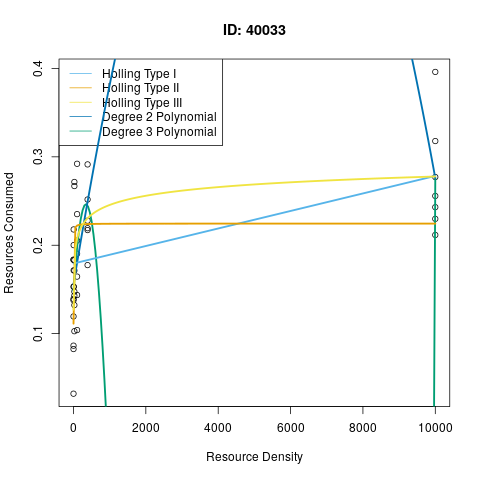 ID: 40033
Holling Type I
Holling Type II
Holling Type III
Degree 2 Polynomial
Degree 3 Polynomial
Resources Consumed
0.1
0.2
0.3
0.4
0
2000
4000
6000
8000
10000
Resource Density